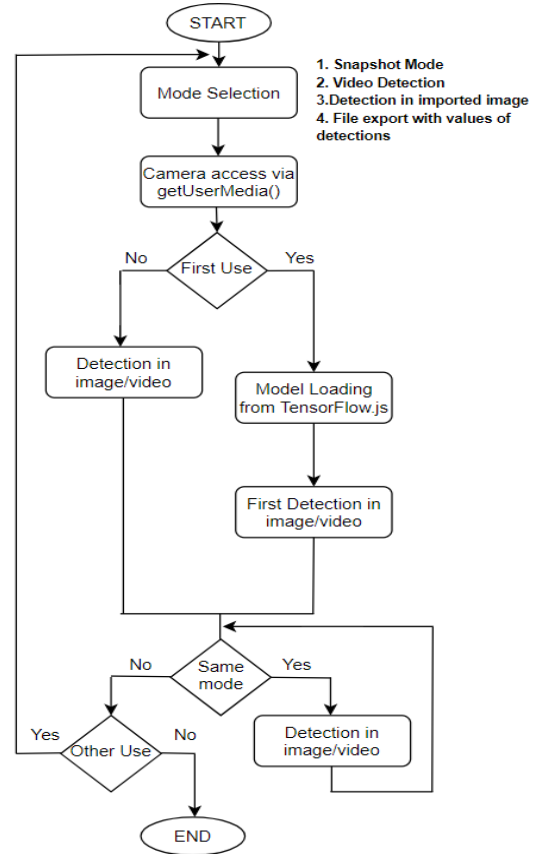 START
1. Snapshot Mode
2. Video Detection
3.Detection in imported image
4. File export with values of
detections
Mode Selection
Camera access via
getUserMedia()
No
Yes
First Use
Detection in
image/video
Model Loading
from TensorFlow.js
First Detection in
image/video
No
Yes
Same
mode
Yes
No
Other Use
Detection in
image/video
END